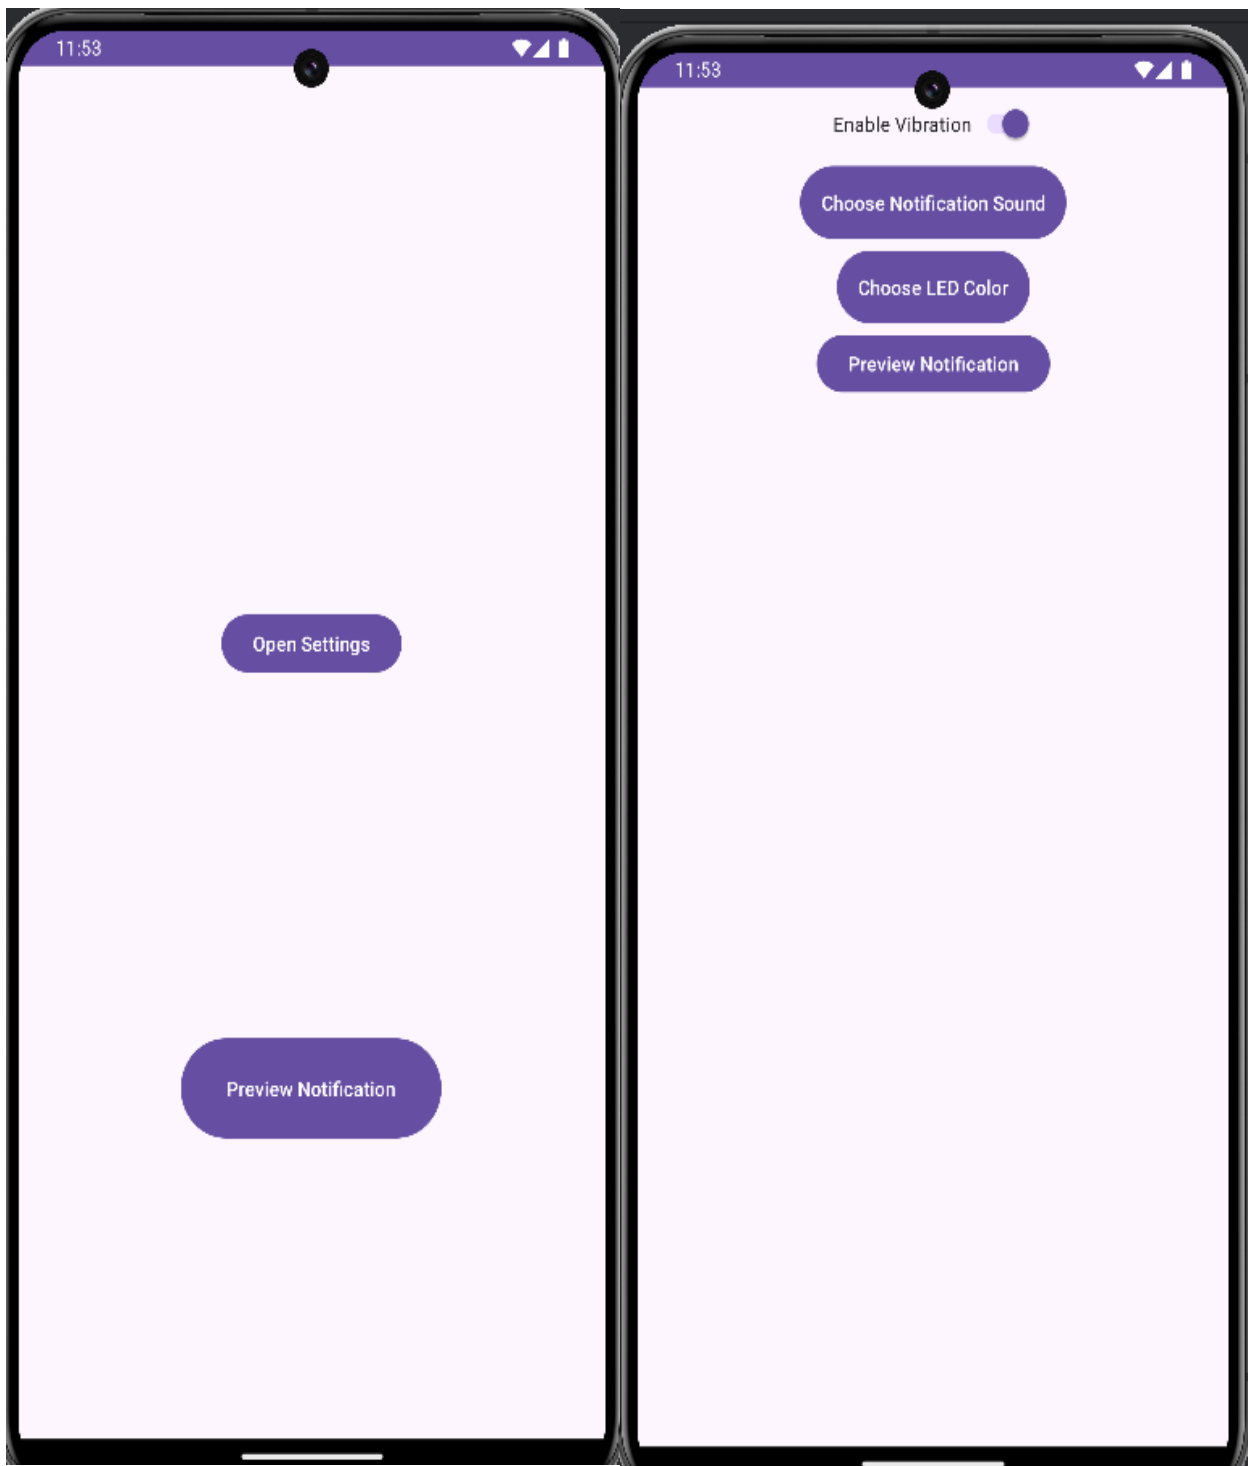 11:53
Open Settings
Preview Notification
11:53
Enable Vibration
Choose Notification Sound
Choose LED Color
Preview Notification